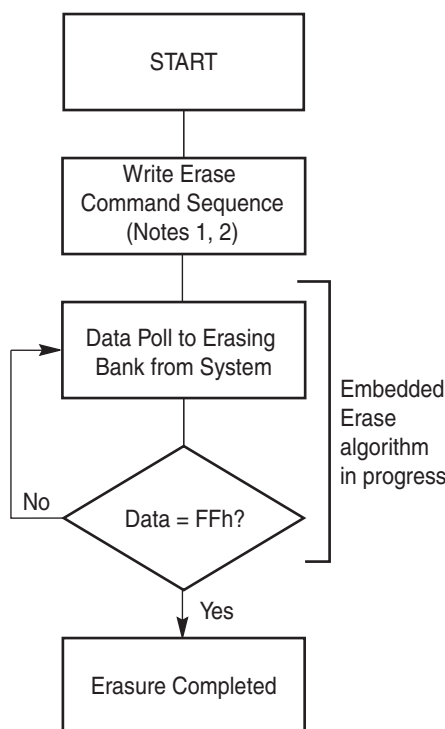 START
Write Erase
Command Sequence
(Notes 1, 2)
Data Poll to Erasing
Bank from System
Embedded
Erase
algorithm
in progress
No
Data = FFh?
Yes
Erasure Completed